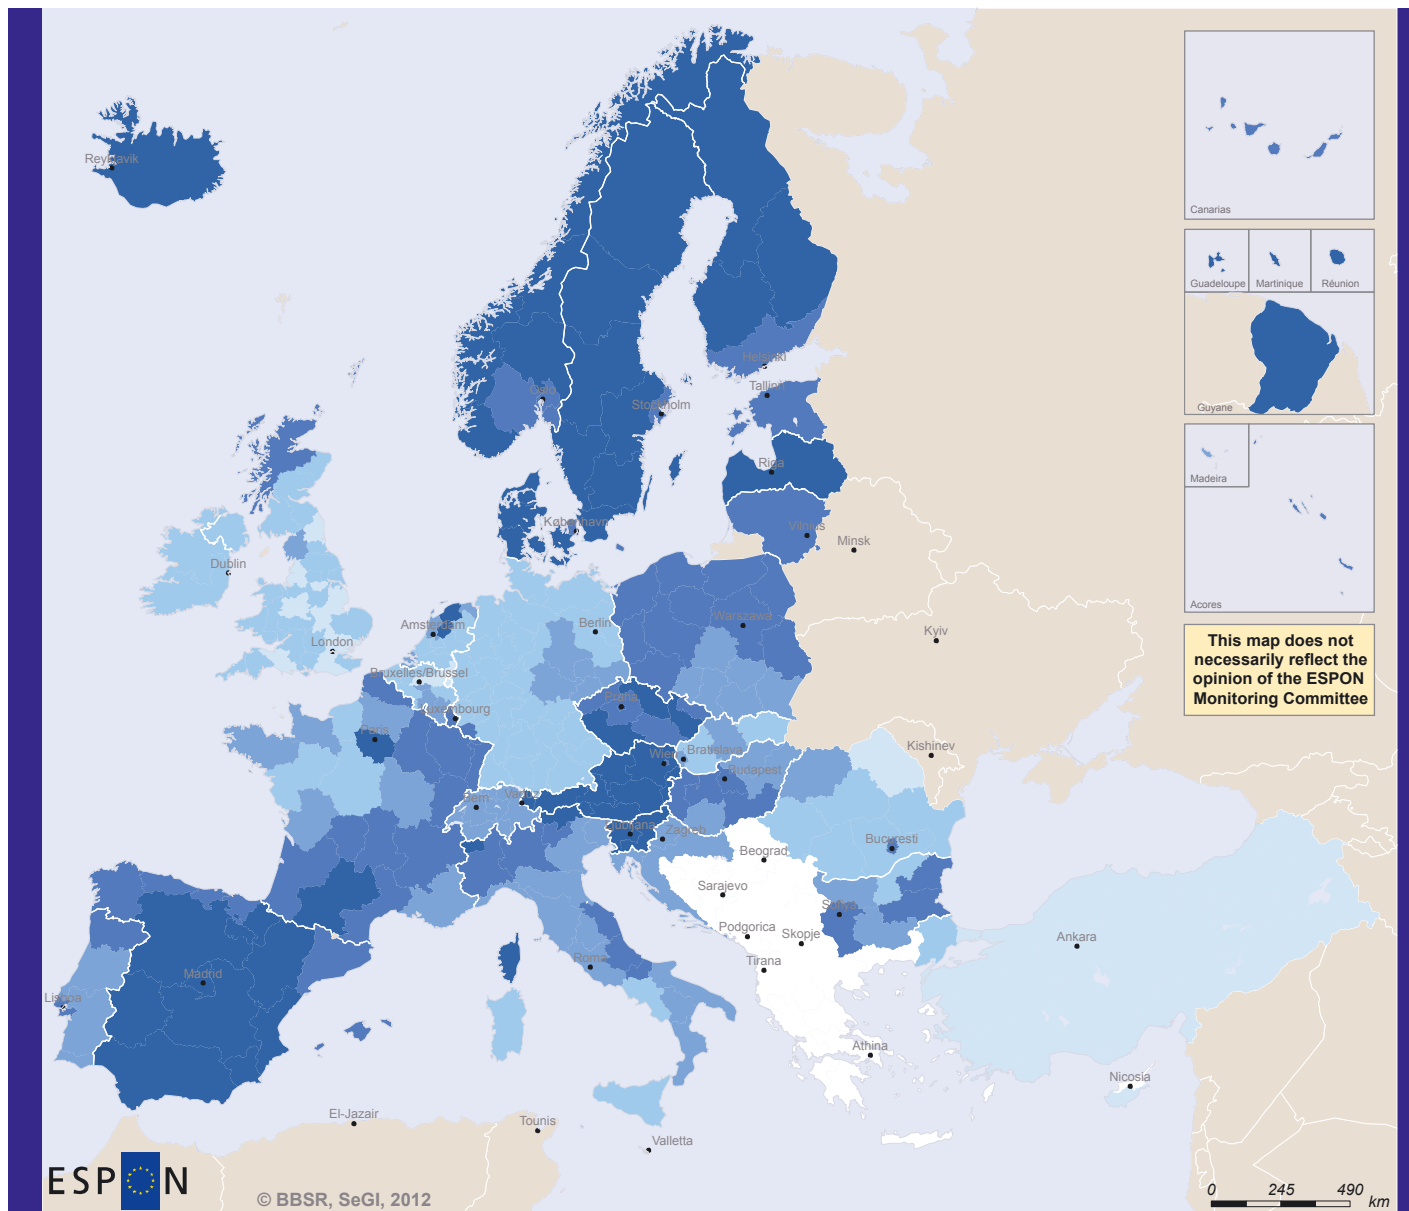 Canarias
Reykjavik
Guadeloupe
Martinique
Réunion
Helsinki
Oslo
Tallinn
Stockholm
Guyane
Riga
Madeira
København
Vilnius
Minsk
Dublin
Acores
Warszawa
Amsterdam
Berlin
Kyiv
London
This map does not
necessarily reflect the
opinion of the ESPON
Monitoring Committee
Bruxelles/Brussel
Praha
Luxembourg
Paris
Kishinev
Wien
Bratislava
Budapest
Bern
Vaduz
Ljubljana
Zagreb
Bucuresti
Beograd
Sarajevo
Sofiya
Podgorica
Skopje
Ankara
Roma
Tirana
Madrid
Lisboa
Athina
Nicosia
El-Jazair
Tounis
Valletta
ESPON
© BBSR, SeGI, 2012
0 245 490
km